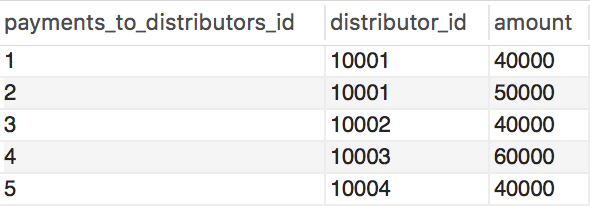 payments_to_distributors_id distributor_id amount
1 10001 40000
2 10001 50000
3 10002 40000
4 10003 60000
5 10004 40000